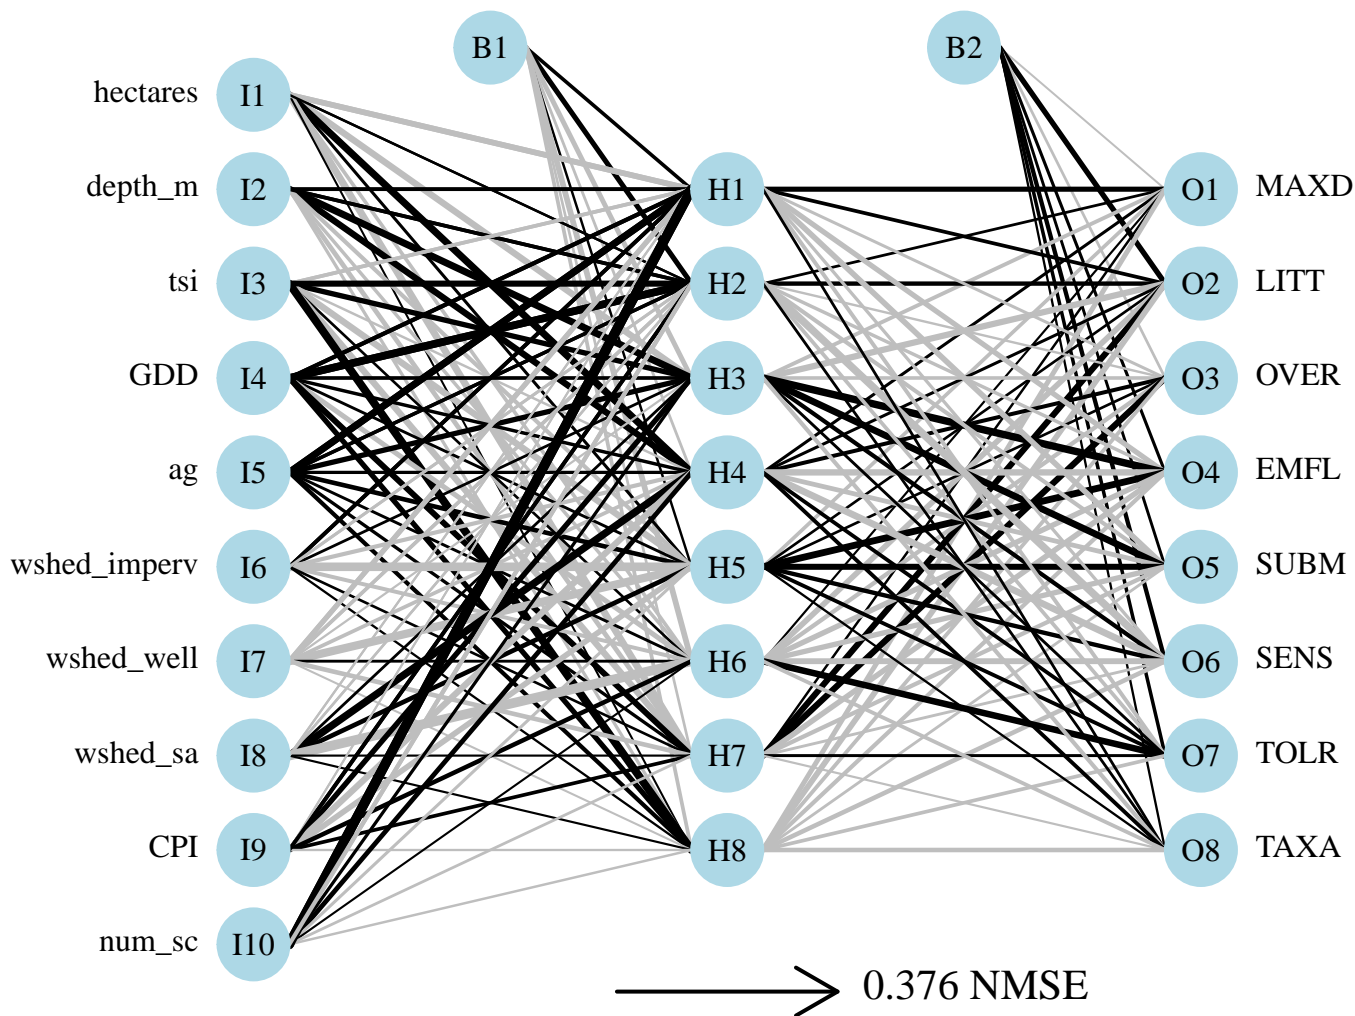 B1
B2
hectares I1
depth_m I2 H1 O1 MAXD
tsi I3 H2 O2 LITT
GDD I4 H3 O3 OVER
ag I5 H4 O4 EMFL
wshed_imperv I6 H5 O5 SUBM
wshed_well I7 H6 O6 SENS
wshed_sa I8 H7 O7 TOLR
CPI I9 H8 O8 TAXA
num_sc I10
0.376 NMSE